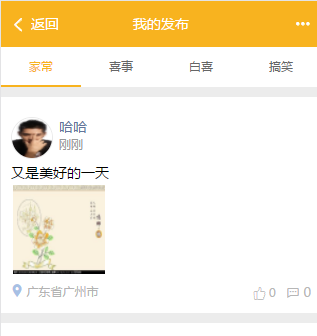 返回 我的发布
家常 喜事 白喜 搞笑
哈哈
刚刚
又是美好的一天
广东省广州市 0 0